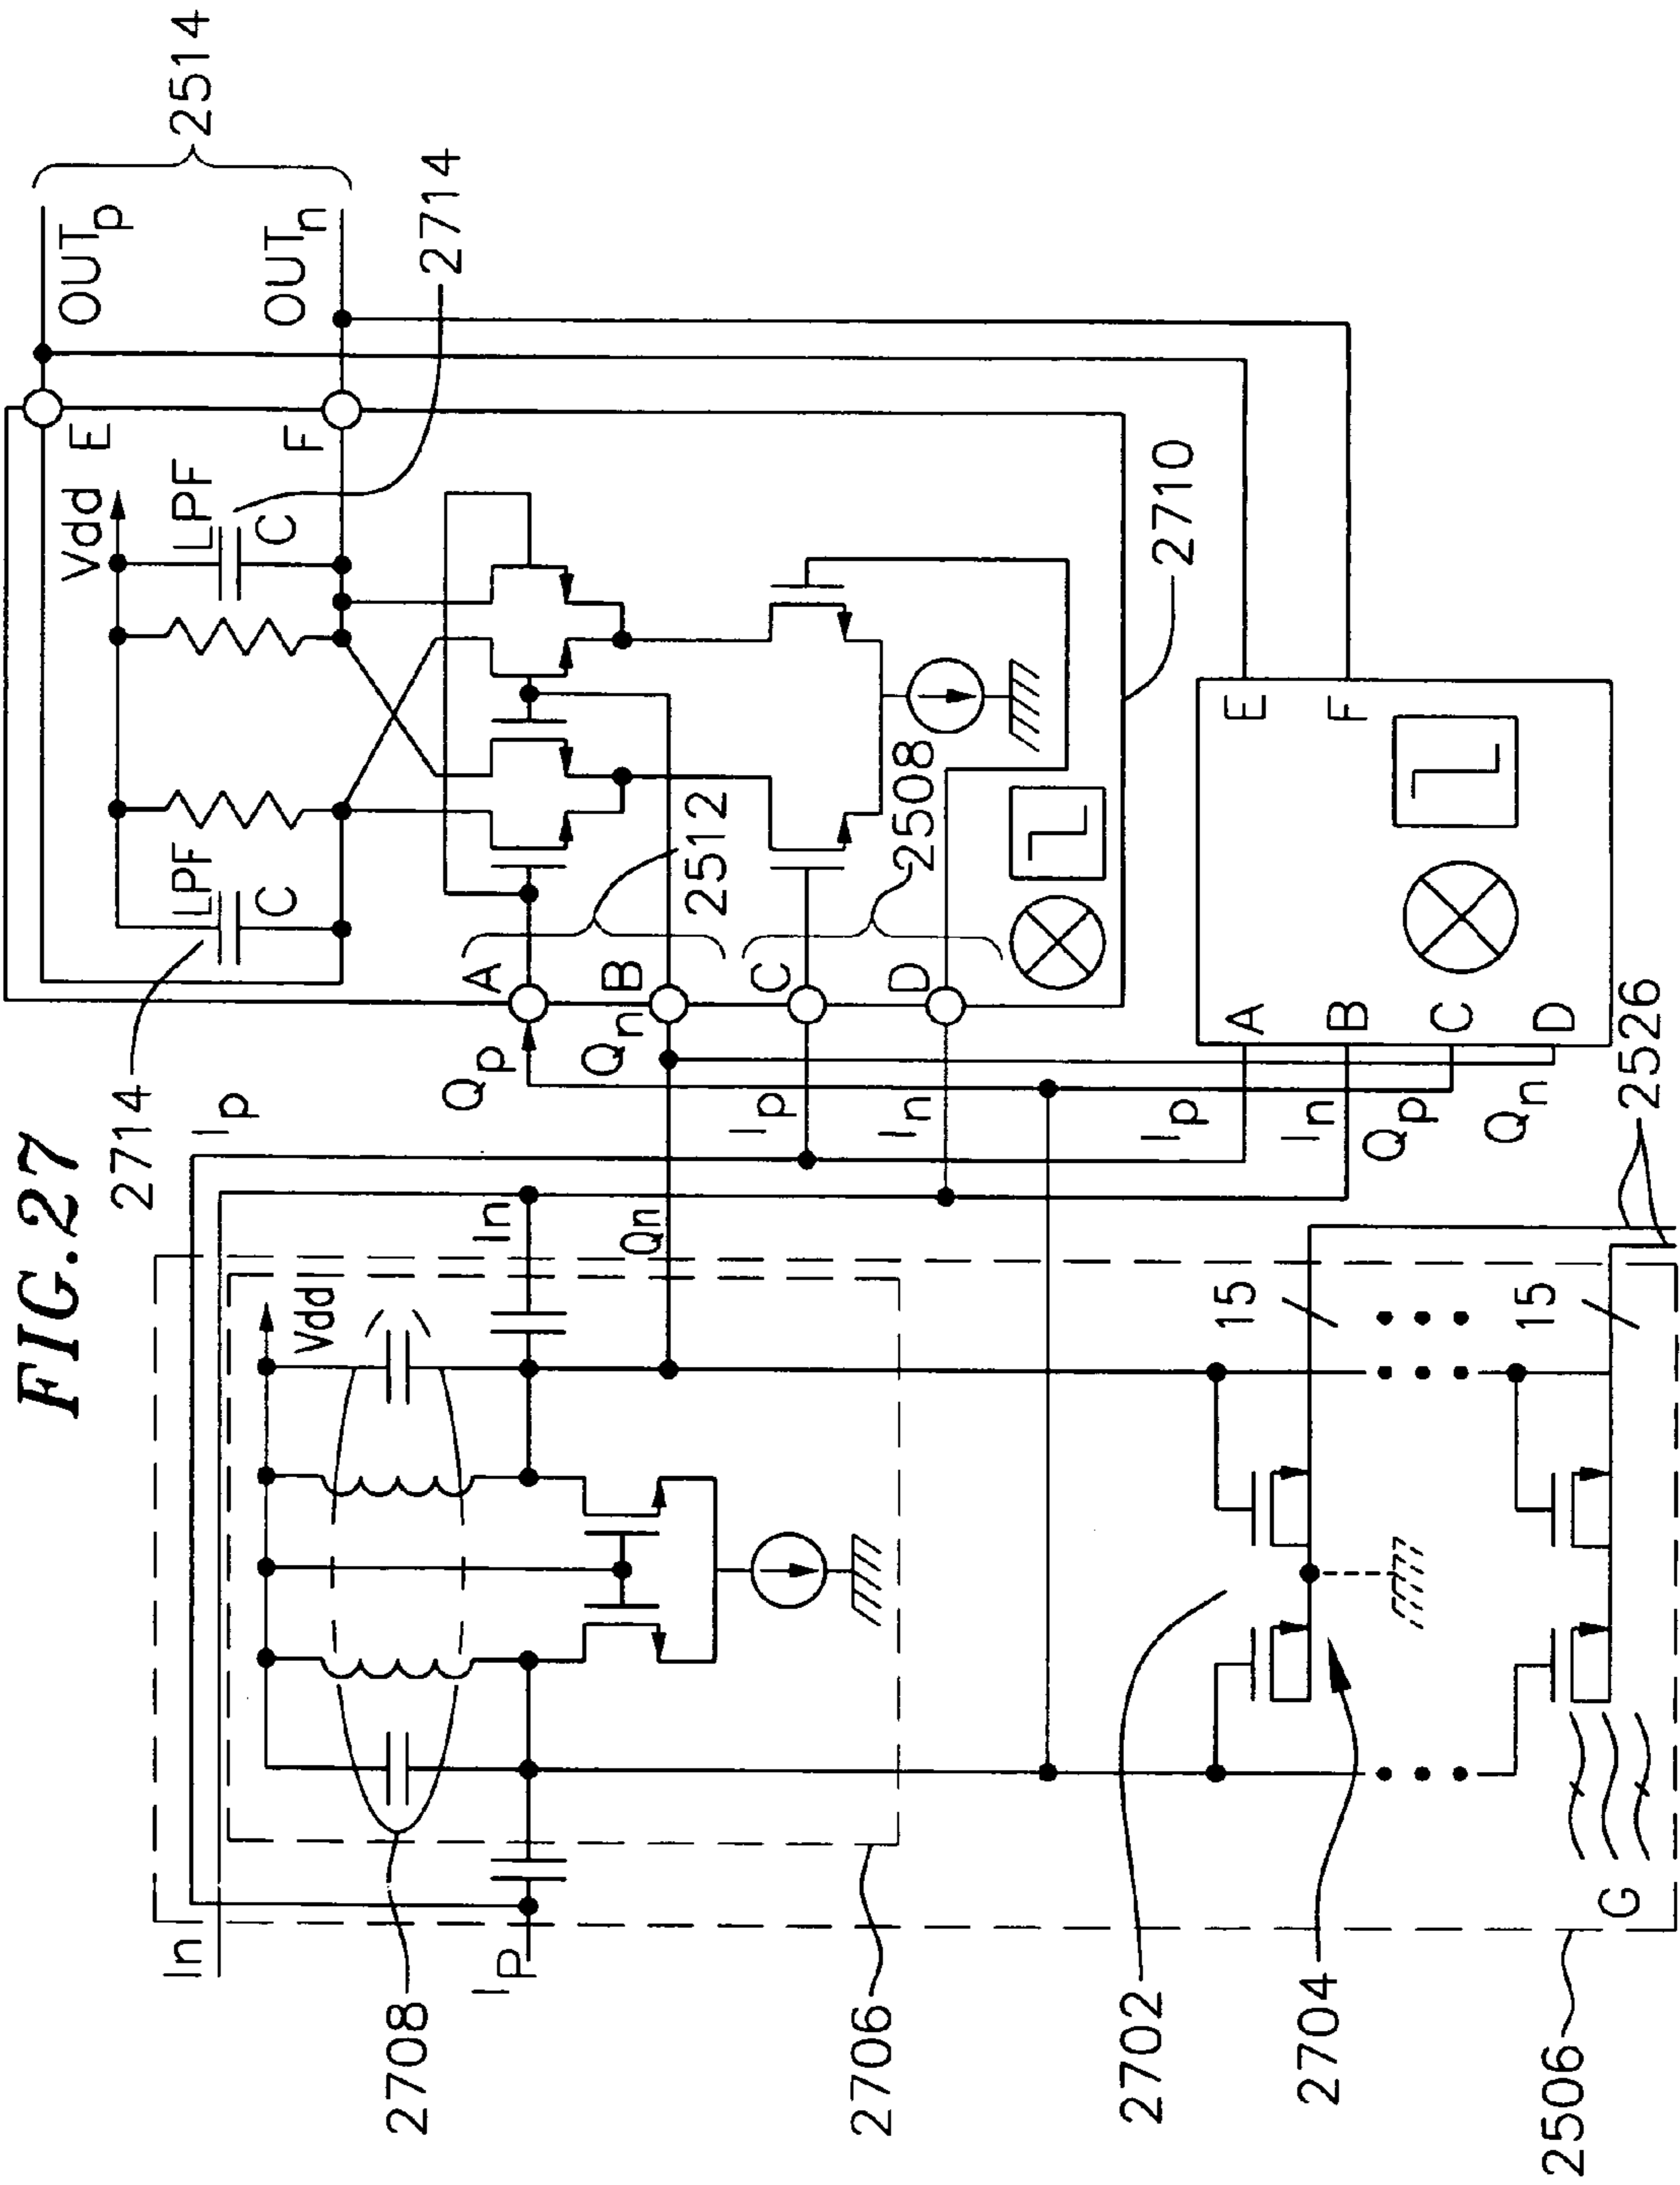 FIG.27
2514
OUTp
OUTn
2714
E
F
Vdd
LPF
C
LPF
C
2714
A
B
C
D
2512
2508
2710
Qp
Qn
Ip
In
Ip
In
Qn
Vdd
In
Ip
2708
2706
Ip
In
Qp
Qn
A
B
C
D
E
F
2526
15
15
2702
2704
G
2506